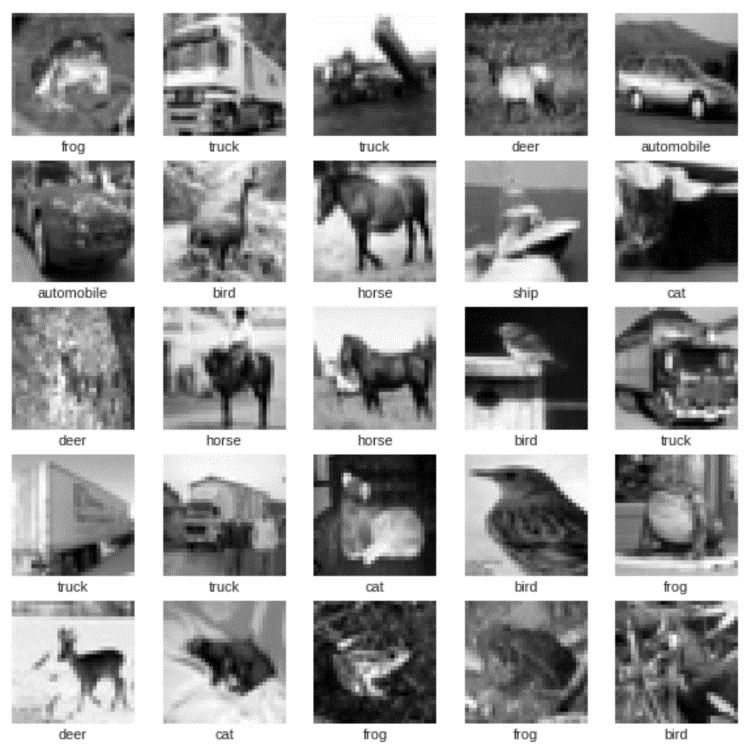 frog truck truck deer automobile
automobile bird horse ship cat
deer horse horse bird truck
truck truck cat bird frog
deer cat frog frog bird